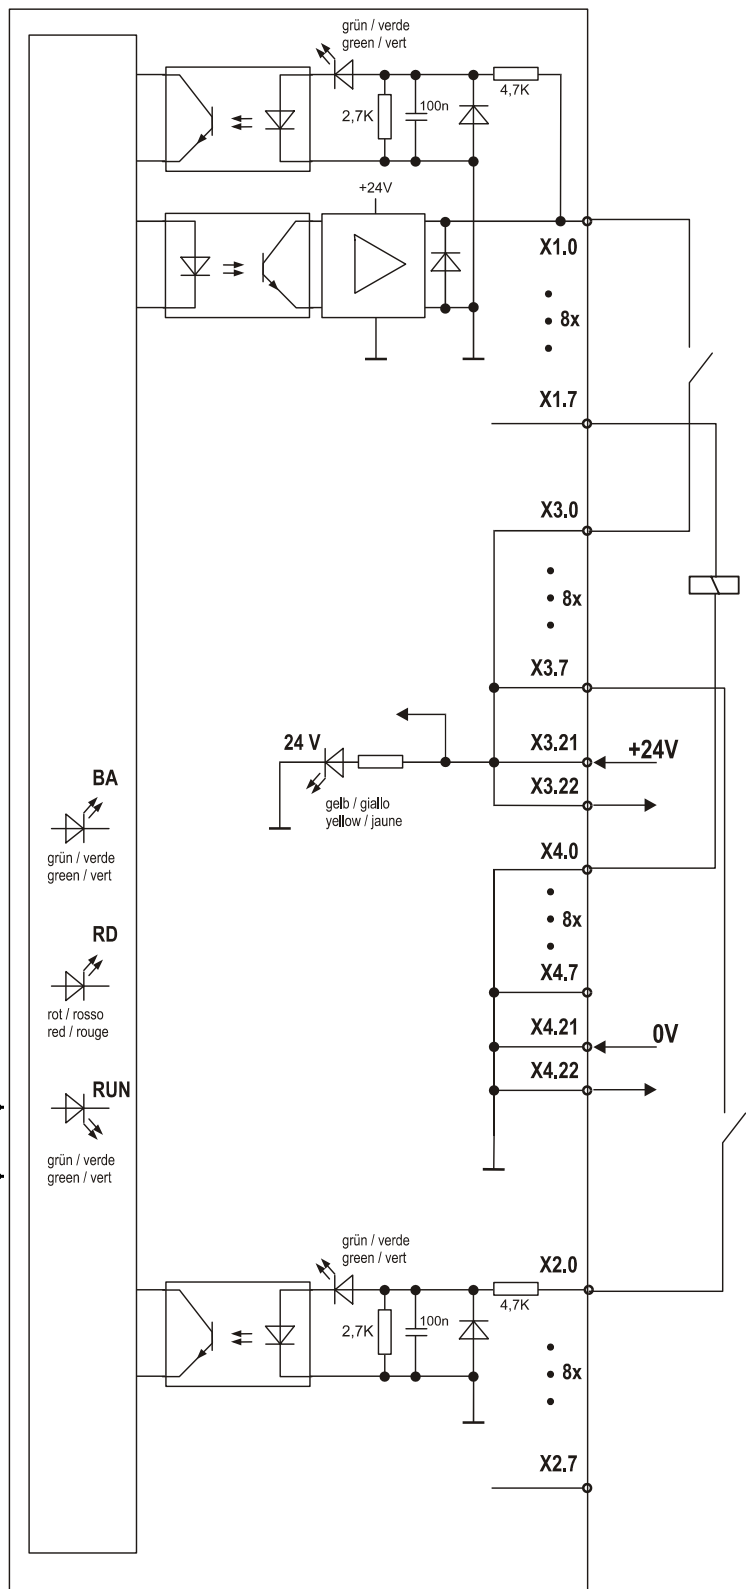 grün / verde
green / vert
4,7K
2,7K
100n
+24V
X1.0
8x
X1.7
X3.0
8x
X3.7
24 V
X3.21
+24V
X3.22
gelb / giallo
yellow / jaune
BA
grün / verde
green / vert
X4.0
8x
RD
X4.7
rot / rosso
red / rouge
X4.21
0V
X4.22
RUN
grün / verde
green / vert
grün / verde
green / vert
X2.0
4,7K
2,7K
100n
8x
X2.7